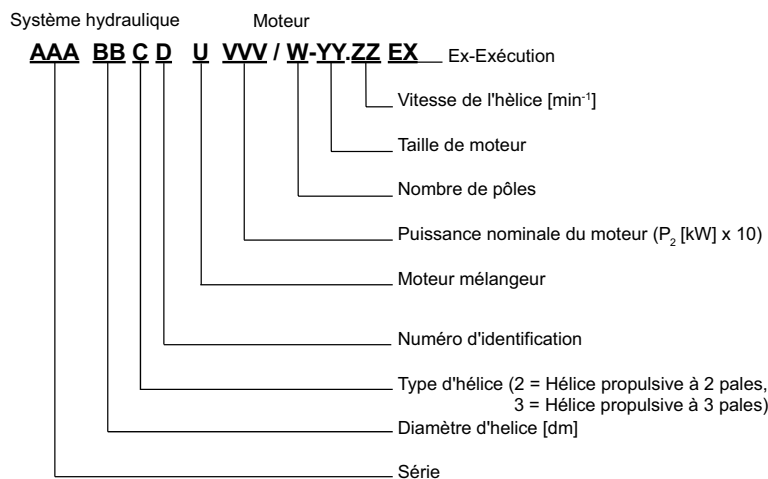 Système hydraulique Moteur
AAA BB C D U VVV / W-YY.ZZ EX Ex-Exécution
Vitesse de l'hèlice [min-1]
Taille de moteur
Nombre de pôles
Puissance nominale du moteur (P2 [kW] x 10)
Moteur mélangeur
Numéro d'identification
Type d'hélice (2 = Hélice propulsive à 2 pales,
3 = Hélice propulsive à 3 pales)
Diamètre d'helice [dm]
Série